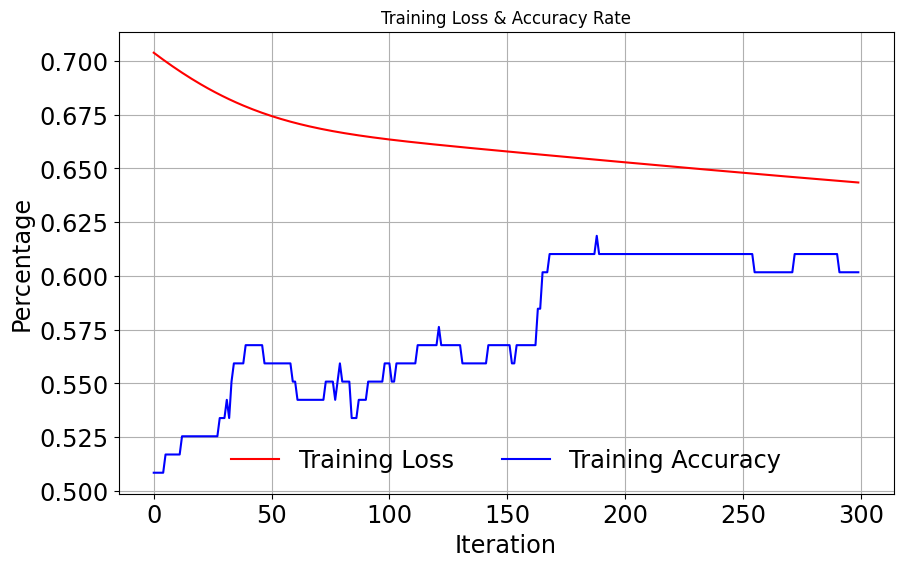 Training Loss & Accuracy Rate
Percentage
0.700
0.675
0.650
0.625
0.600
0.575
0.550
0.525
0.500
Training Loss
Training Accuracy
0 50 100 150 200 250 300
Iteration